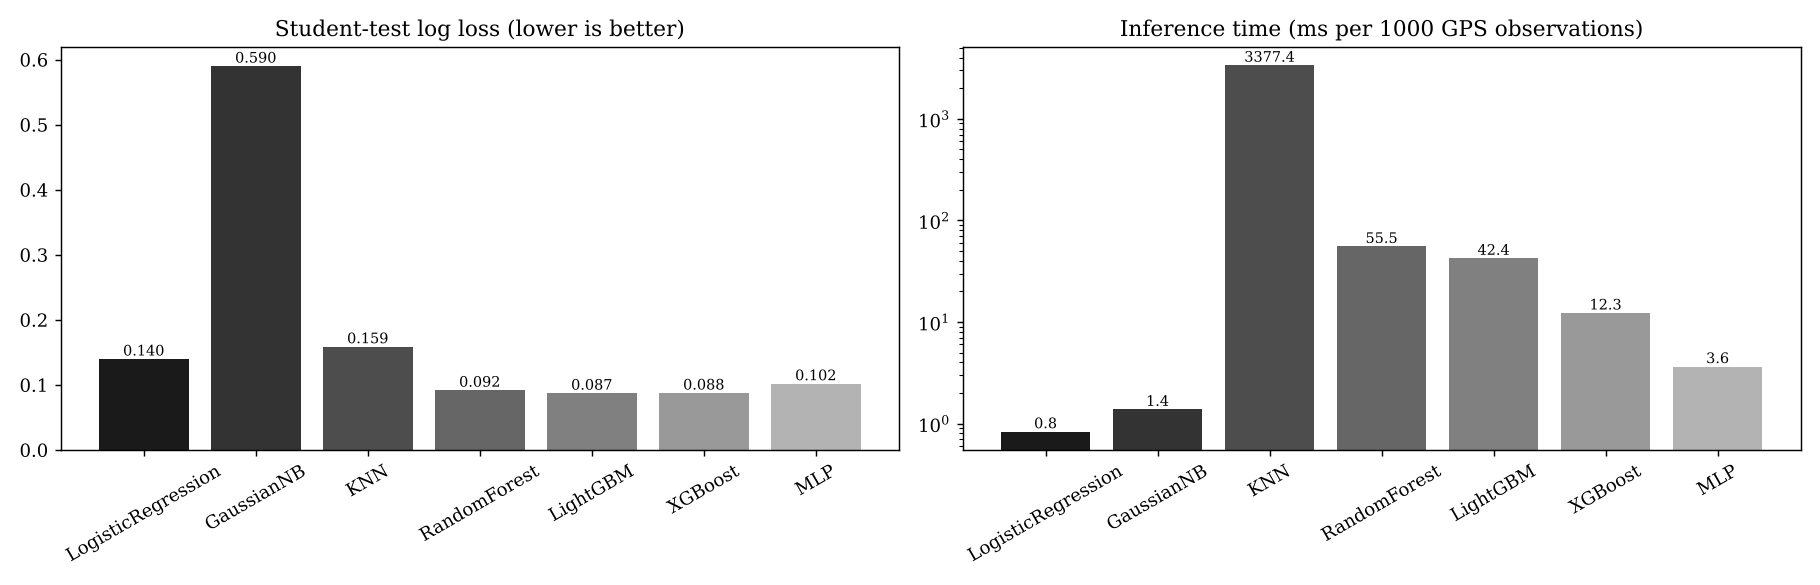 Student-test log loss (lower is better)
0.6
0.5
0.4
0.3
0.2
0.1
0.0
0.140
0.590
0.159
0.092
0.087
0.088
0.102
LogisticRegression
GaussianNB
KNN
RandomForest
LightGBM
XGBoost
MLP
Inference time (ms per 1000 GPS observations)
10³
10²
10¹
10⁰
0.8
1.4
3377.4
55.5
42.4
12.3
3.6
LogisticRegression
GaussianNB
KNN
RandomForest
LightGBM
XGBoost
MLP